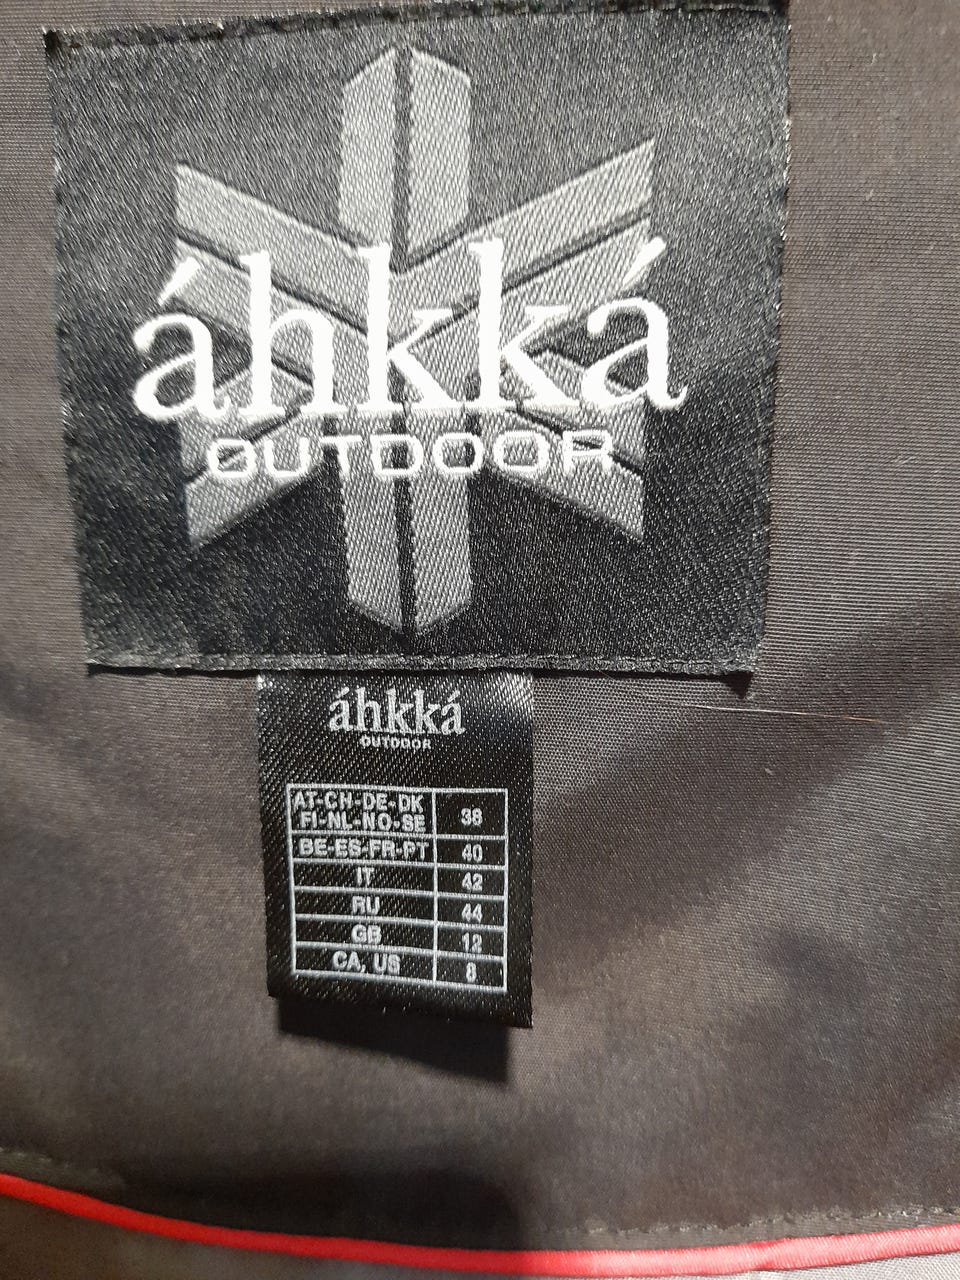 áhkká
OUTDOOR
áhkká
OUTDOOR
AT-CH-DE-DK
FI-NL-NO-SE 38
BE-ES-FR-PT 40
IT 42
RU 44
GB 12
CA, US 8